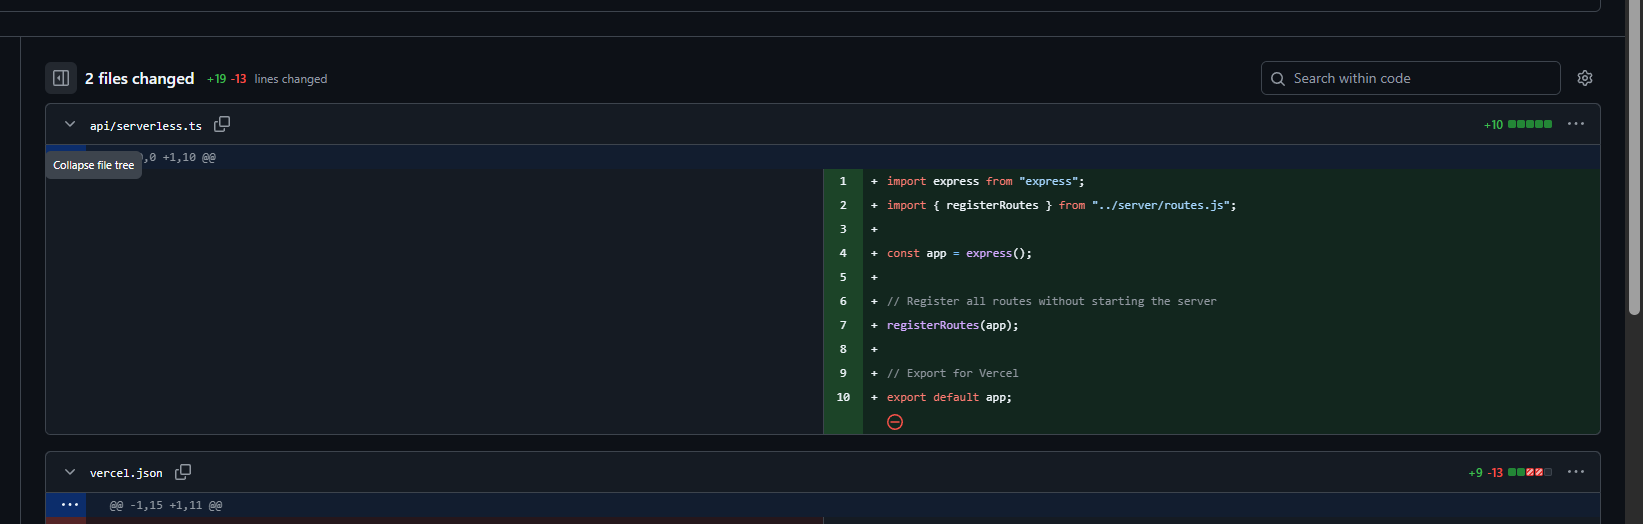 2 files changed +19 -13 lines changed
Search within code
api/serverless.ts
+10
,0 +1,10 @@
Collapse file tree
1 + import express from "express";
2 + import { registerRoutes } from "../server/routes.js";
3 +
4 + const app = express();
5 +
6 + // Register all routes without starting the server
7 + registerRoutes(app);
8 +
9 + // Export for Vercel
10 + export default app;
vercel.json
+9 -13
@@ -1,15 +1,11 @@